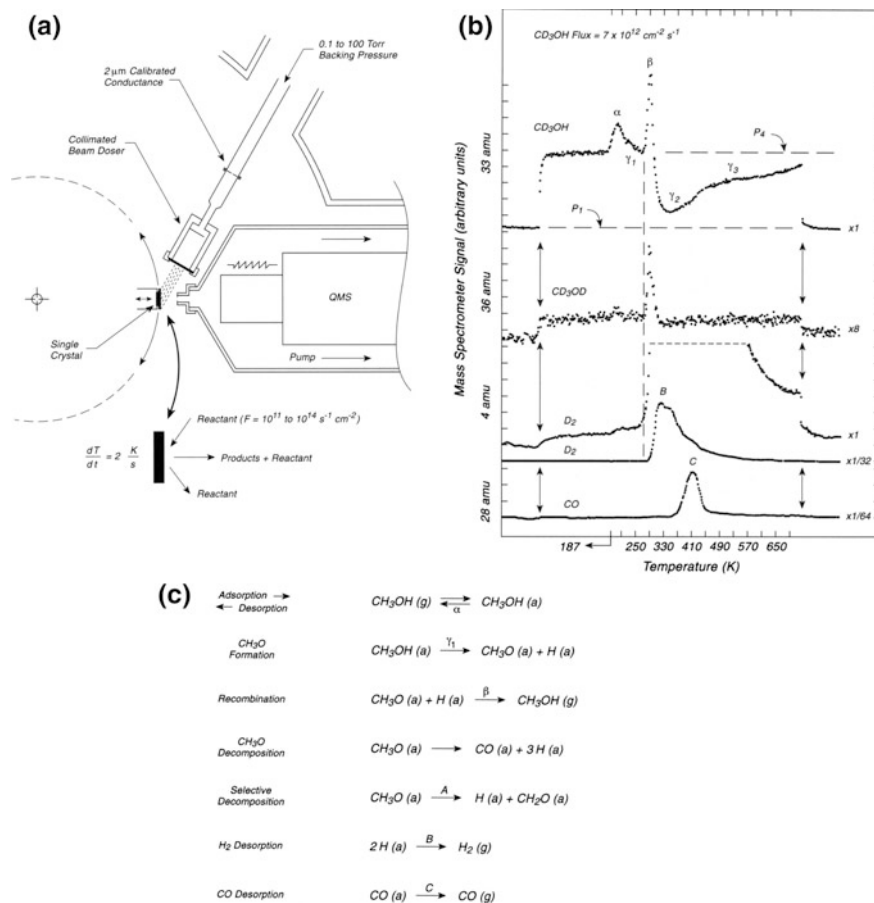 (a)
0.1 to 100 Torr
Backing Pressure
2 μm Calibrated
Conductance
Collimated
Beam Doser
QMS
Single
Crystal
Pump
Reactant (F = 10¹¹ to 10¹⁴ s⁻¹ cm⁻²)
dT/dt = 2 K/s
Products + Reactant
Reactant
(b)
CD₃OH Flux = 7 x 10¹² cm⁻² s⁻¹
β
α
CD₃OH
P₄
γ₁
γ₃
γ₂
P₁
x1
CD₃OD
x8
B
D₂
x1
D₂
x1/32
C
CO
x1/64
Mass Spectrometer Signal (arbitrary units)
33 amu
36 amu
4 amu
28 amu
187
250 330 410 490 570 650
Temperature (K)
(c)
Adsorption →
← Desorption
CH₃OH (g) ⇌ CH₃OH (a)
α
CH₃O
Formation
γ₁
CH₃OH (a) → CH₃O (a) + H (a)
Recombination
β
CH₃O (a) + H (a) → CH₃OH (g)
CH₃O
Decomposition
CH₃O (a) → CO (a) + 3 H (a)
Selective
Decomposition
A
CH₃O (a) → H (a) + CH₂O (a)
H₂ Desorption
B
2 H (a) → H₂ (g)
CO Desorption
C
CO (a) → CO (g)